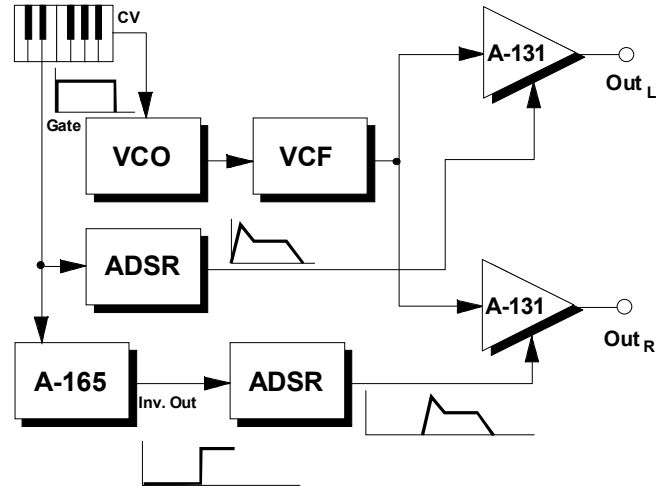 CV
A-131
Out L
Gate
VCO
VCF
ADSR
A-131
Out R
A-165
Inv. Out
ADSR